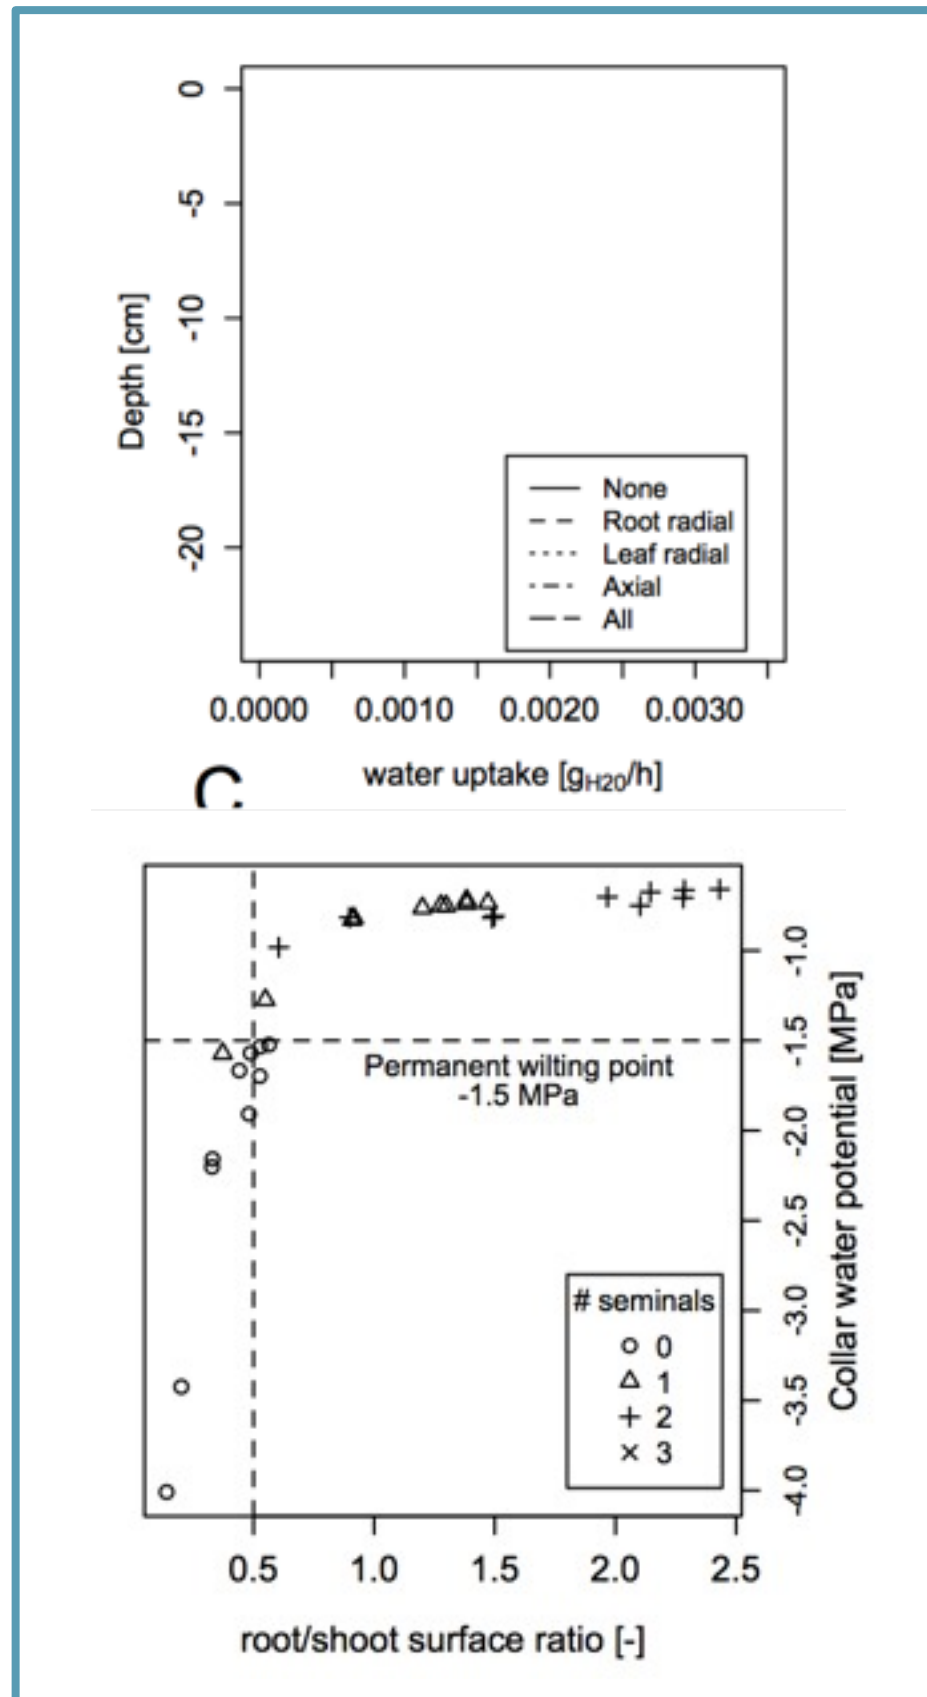 0
-5
-10
-15
-20
Depth [cm]
None
Root radial
Leaf radial
Axial
All
0.0000 0.0010 0.0020 0.0030
water uptake [gH20/h]
C
Permanent wilting point
-1.5 MPa
# seminals
0
1
2
3
-1.0
-1.5
-2.0
-2.5
-3.0
-3.5
-4.0
Collar water potential [MPa]
0.5 1.0 1.5 2.0 2.5
root/shoot surface ratio [-]